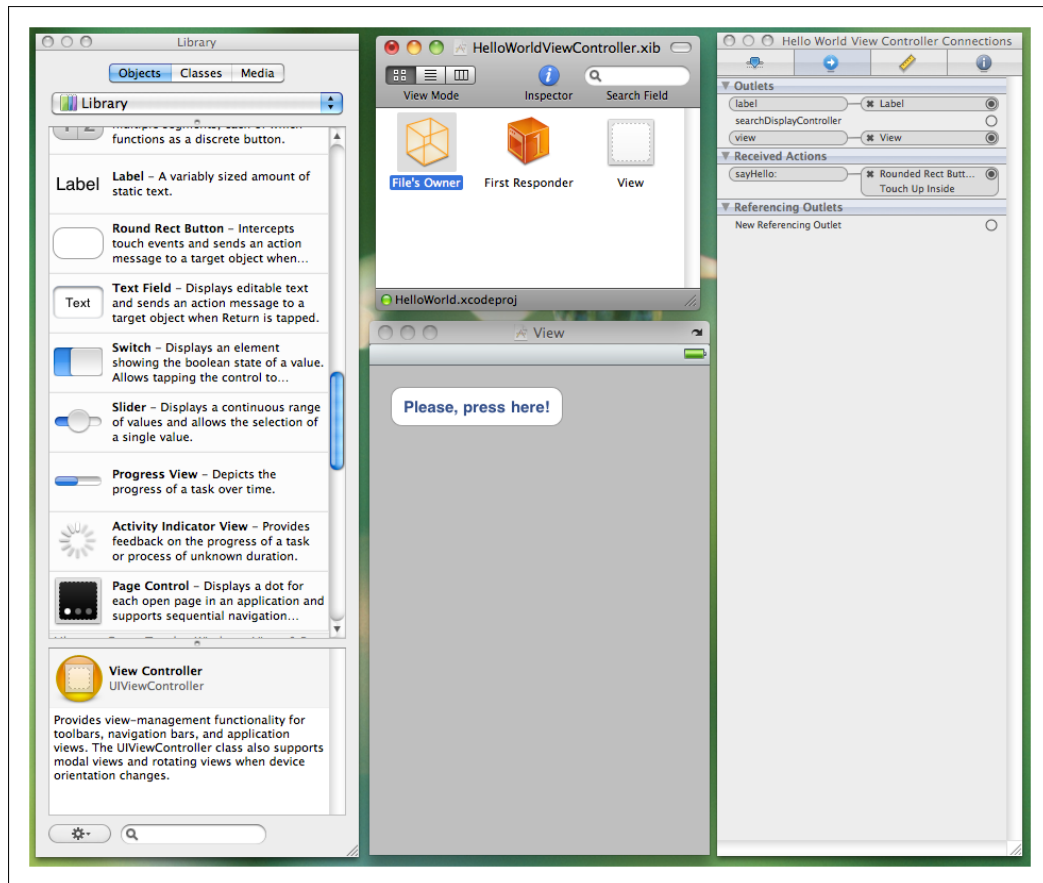 Library
Objects Classes Media
Library
functions as a discrete button.
Label
Label – A variably sized amount of
static text.
Round Rect Button – Intercepts
touch events and sends an action
message to a target object when...
Text
Text Field – Displays editable text
and sends an action message to a
target object when Return is tapped.
Switch – Displays an element
showing the boolean state of a value.
Allows tapping the control to...
Slider – Displays a continuous range
of values and allows the selection of
a single value.
Progress View – Depicts the
progress of a task over time.
Activity Indicator View – Provides
feedback on the progress of a task
or process of unknown duration.
Page Control – Displays a dot for
each open page in an application and
supports sequential navigation...
View Controller
UIViewController
Provides view-management functionality for
toolbars, navigation bars, and application
views. The UIViewController class also supports
modal views and rotating views when device
orientation changes.
HelloWorldViewController.xib
View Mode Inspector Search Field
File's Owner First Responder View
HelloWorld.xcodeproj
View
Please, press here!
Hello World View Controller Connections
Outlets
label Label
searchDisplayController
view View
Received Actions
sayHello: Rounded Rect Butt...
Touch Up Inside
Referencing Outlets
New Referencing Outlet